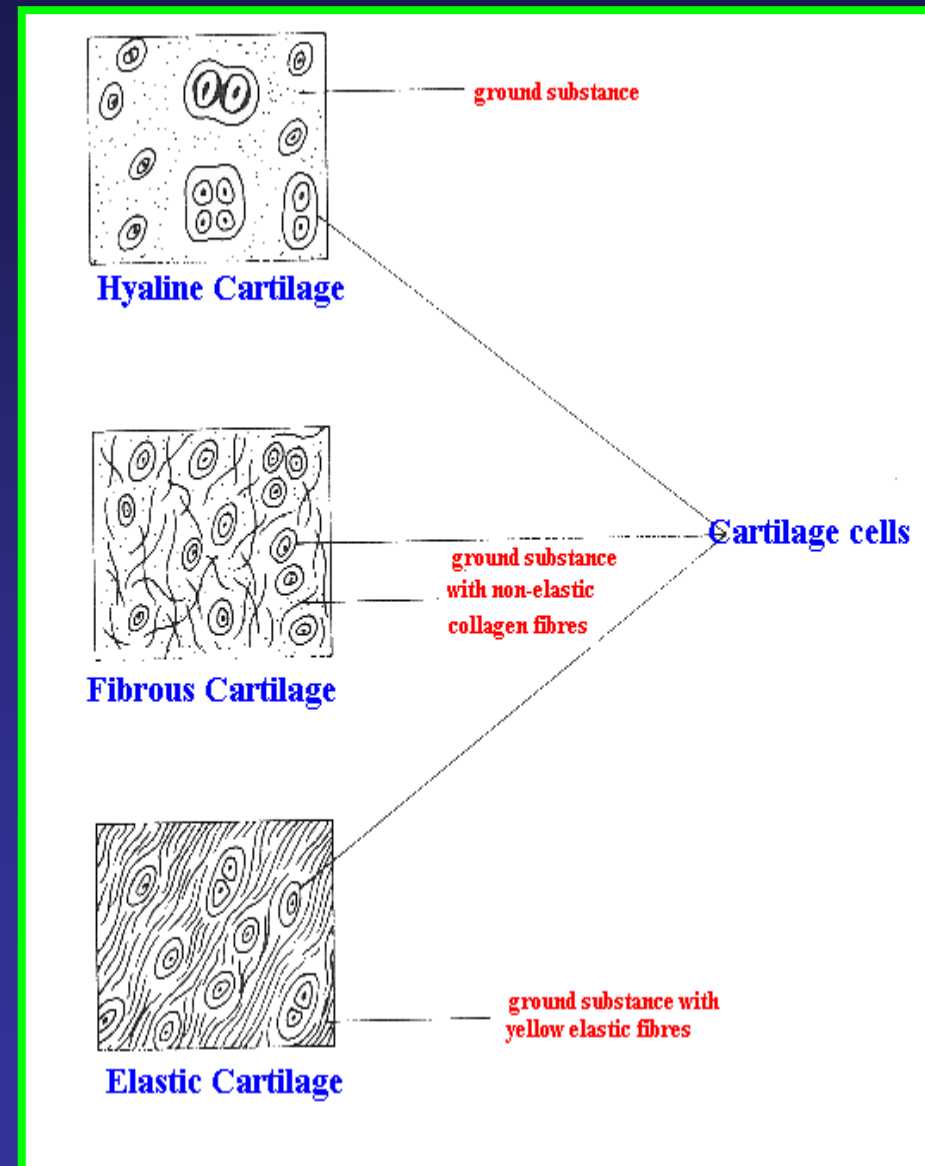 ground substance
Hyaline Cartilage
Cartilage cells
ground substance
with non-elastic
collagen fibres
Fibrous Cartilage
ground substance with
yellow elastic fibres
Elastic Cartilage